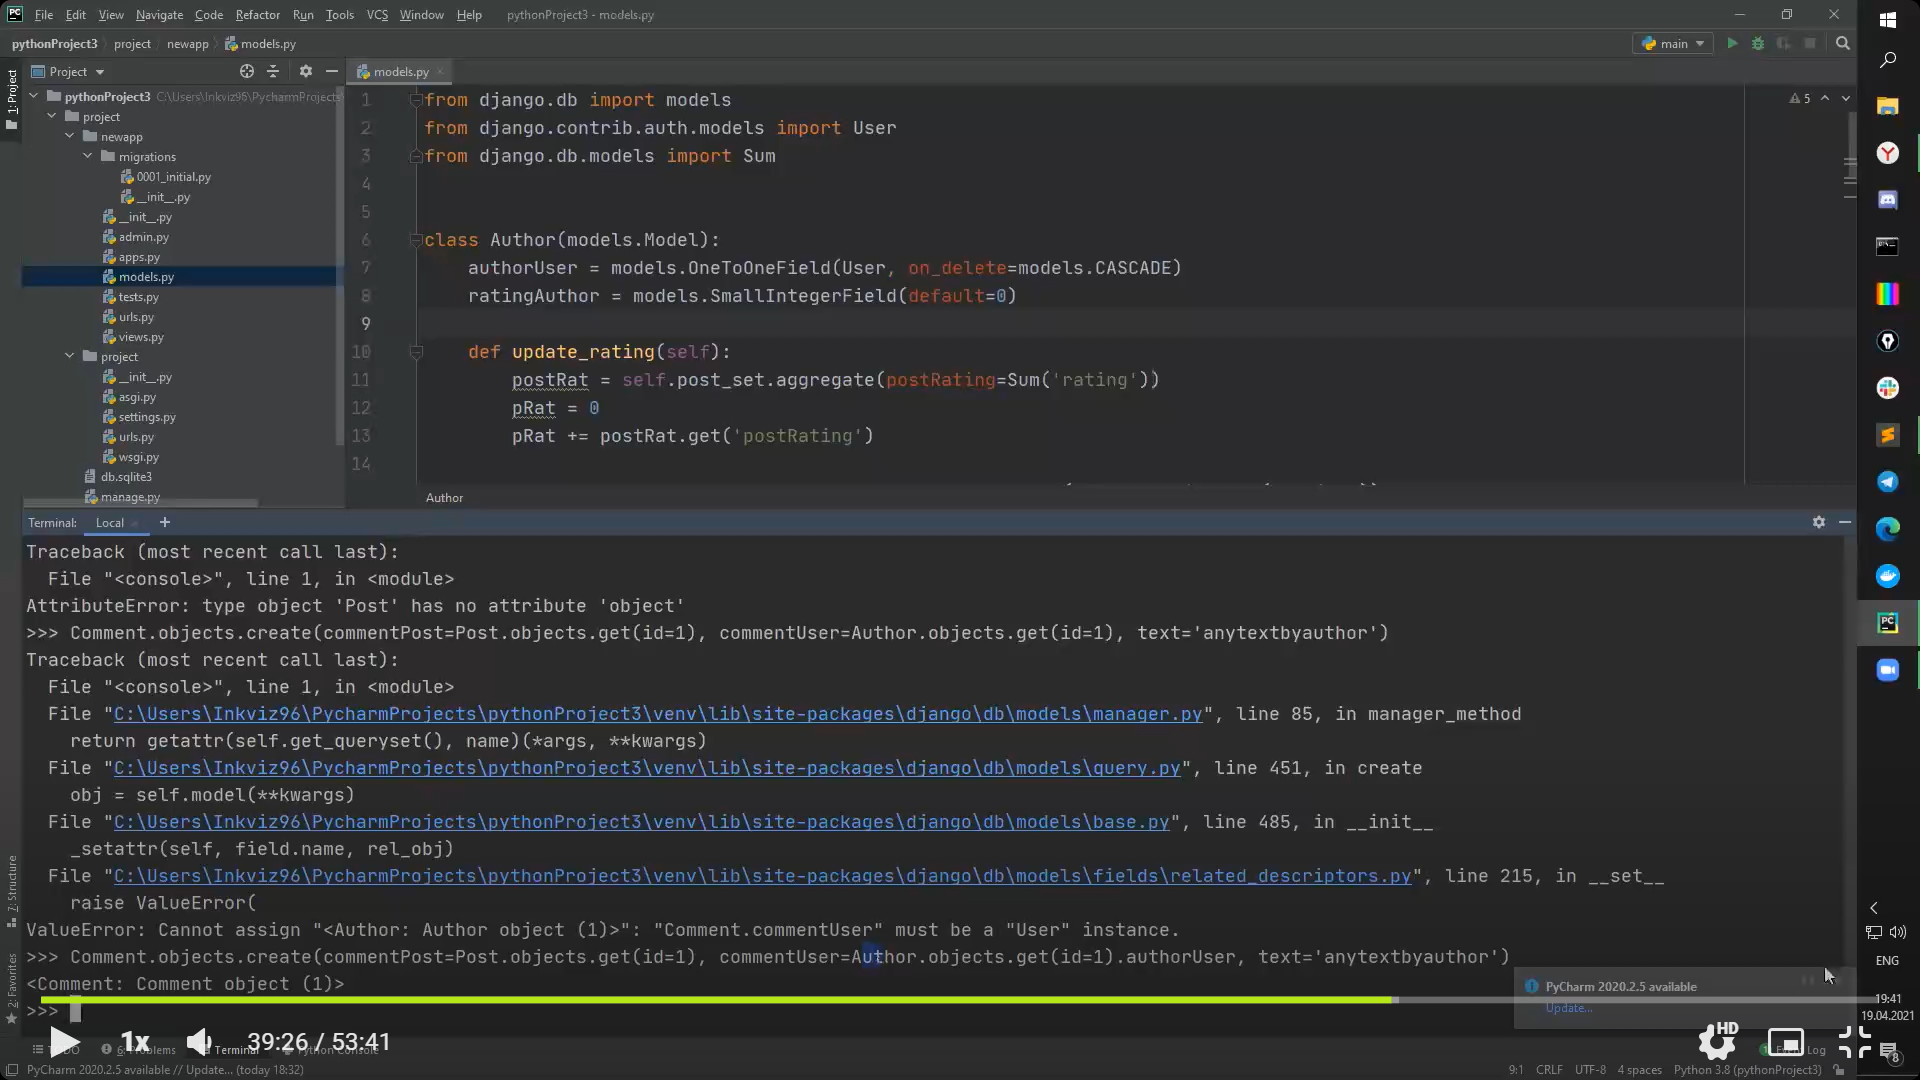 File Edit View Navigate Code Refactor Run Tools VCS Window Help pythonProject3 - models.py
pythonProject3 project newapp models.py
main
Project
models.py
1: Project
pythonProject3 C:\Users\Inkviz96\PycharmProjects
project
newapp
migrations
0001_initial.py
__init__.py
__init__.py
admin.py
apps.py
models.py
tests.py
urls.py
views.py
project
__init__.py
asgi.py
settings.py
urls.py
wsgi.py
db.sqlite3
manage.py
5
1 from django.db import models
2 from django.contrib.auth.models import User
3 from django.db.models import Sum
4
5
6 class Author(models.Model):
7 authorUser = models.OneToOneField(User, on_delete=models.CASCADE)
8 ratingAuthor = models.SmallIntegerField(default=0)
9
10 def update_rating(self):
11 postRat = self.post_set.aggregate(postRating=Sum('rating'))
12 pRat = 0
13 pRat += postRat.get('postRating')
14
Author
Terminal: Local +
Traceback (most recent call last):
File "<console>", line 1, in <module>
AttributeError: type object 'Post' has no attribute 'object'
>>> Comment.objects.create(commentPost=Post.objects.get(id=1), commentUser=Author.objects.get(id=1), text='anytextbyauthor')
Traceback (most recent call last):
File "<console>", line 1, in <module>
File "C:\Users\Inkviz96\PycharmProjects\pythonProject3\venv\lib\site-packages\django\db\models\manager.py", line 85, in manager_method
return getattr(self.get_queryset(), name)(*args, **kwargs)
File "C:\Users\Inkviz96\PycharmProjects\pythonProject3\venv\lib\site-packages\django\db\models\query.py", line 451, in create
obj = self.model(**kwargs)
File "C:\Users\Inkviz96\PycharmProjects\pythonProject3\venv\lib\site-packages\django\db\models\base.py", line 485, in __init__
_setattr(self, field.name, rel_obj)
File "C:\Users\Inkviz96\PycharmProjects\pythonProject3\venv\lib\site-packages\django\db\models\fields\related_descriptors.py", line 215, in __set__
raise ValueError(
ValueError: Cannot assign "<Author: Author object (1)>": "Comment.commentUser" must be a "User" instance.
>>> Comment.objects.create(commentPost=Post.objects.get(id=1), commentUser=Author.objects.get(id=1).authorUser, text='anytextbyauthor')
<Comment: Comment object (1)>
>>>
7: Structure
2: Favorites
PyCharm 2020.2.5 available
Update...
1x 39:26 / 53:41
HD
6: Problems Terminal Python Console Log
PyCharm 2020.2.5 available // Update... (today 18:32)
9:1 CRLF UTF-8 4 spaces Python 3.8 (pythonProject3)
ENG
19:41
19.04.2021
8